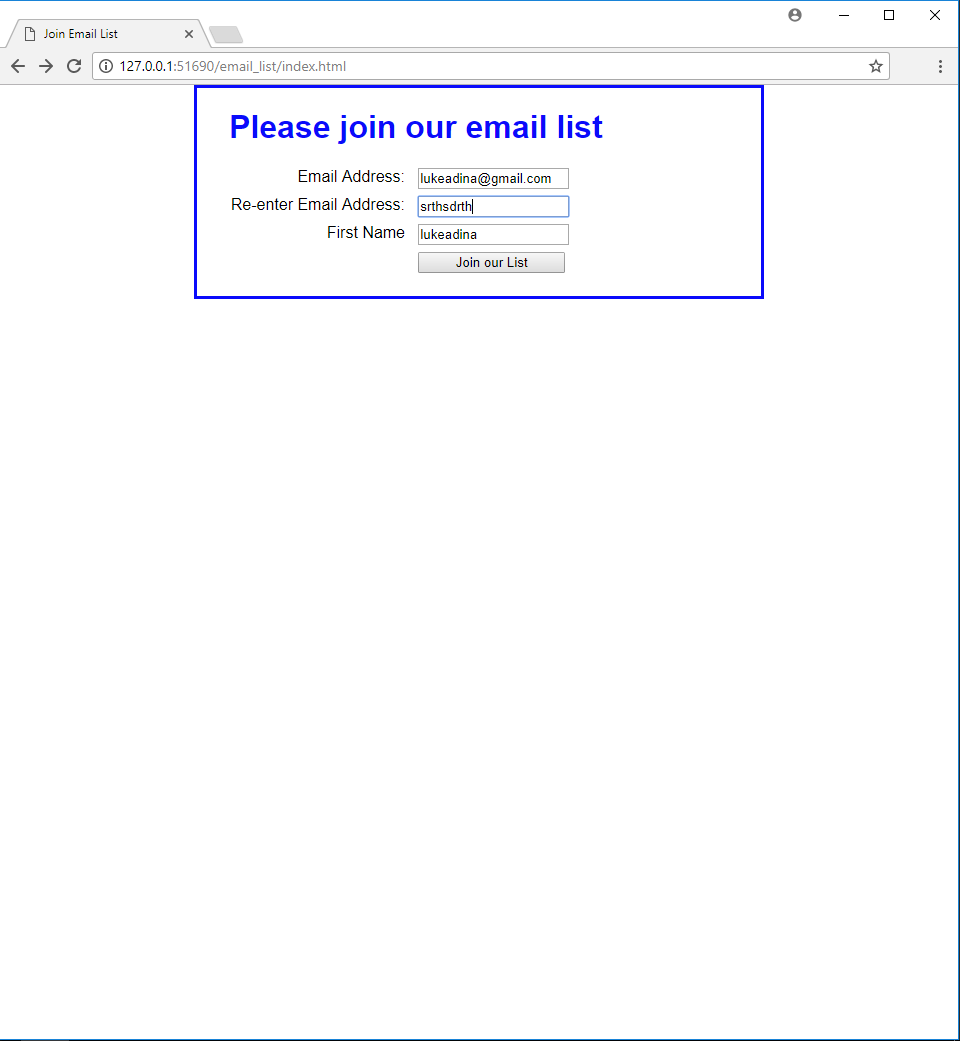 Join Email List
127.0.0.1:51690/email_list/index.html
Please join our email list
Email Address: lukeadina@gmail.com
Re-enter Email Address: srthsdrth
First Name lukeadina
Join our List